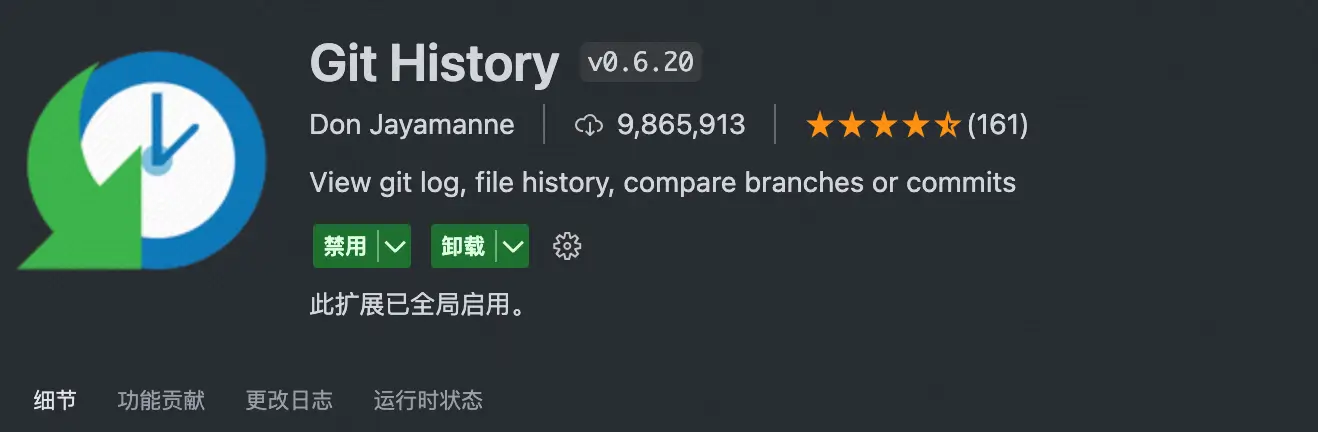 Git History v0.6.20
Don Jayamanne 9,865,913 (161)
View git log, file history, compare branches or commits
禁用 卸载
此扩展已全局启用。
细节 功能贡献 更改日志 运行时状态